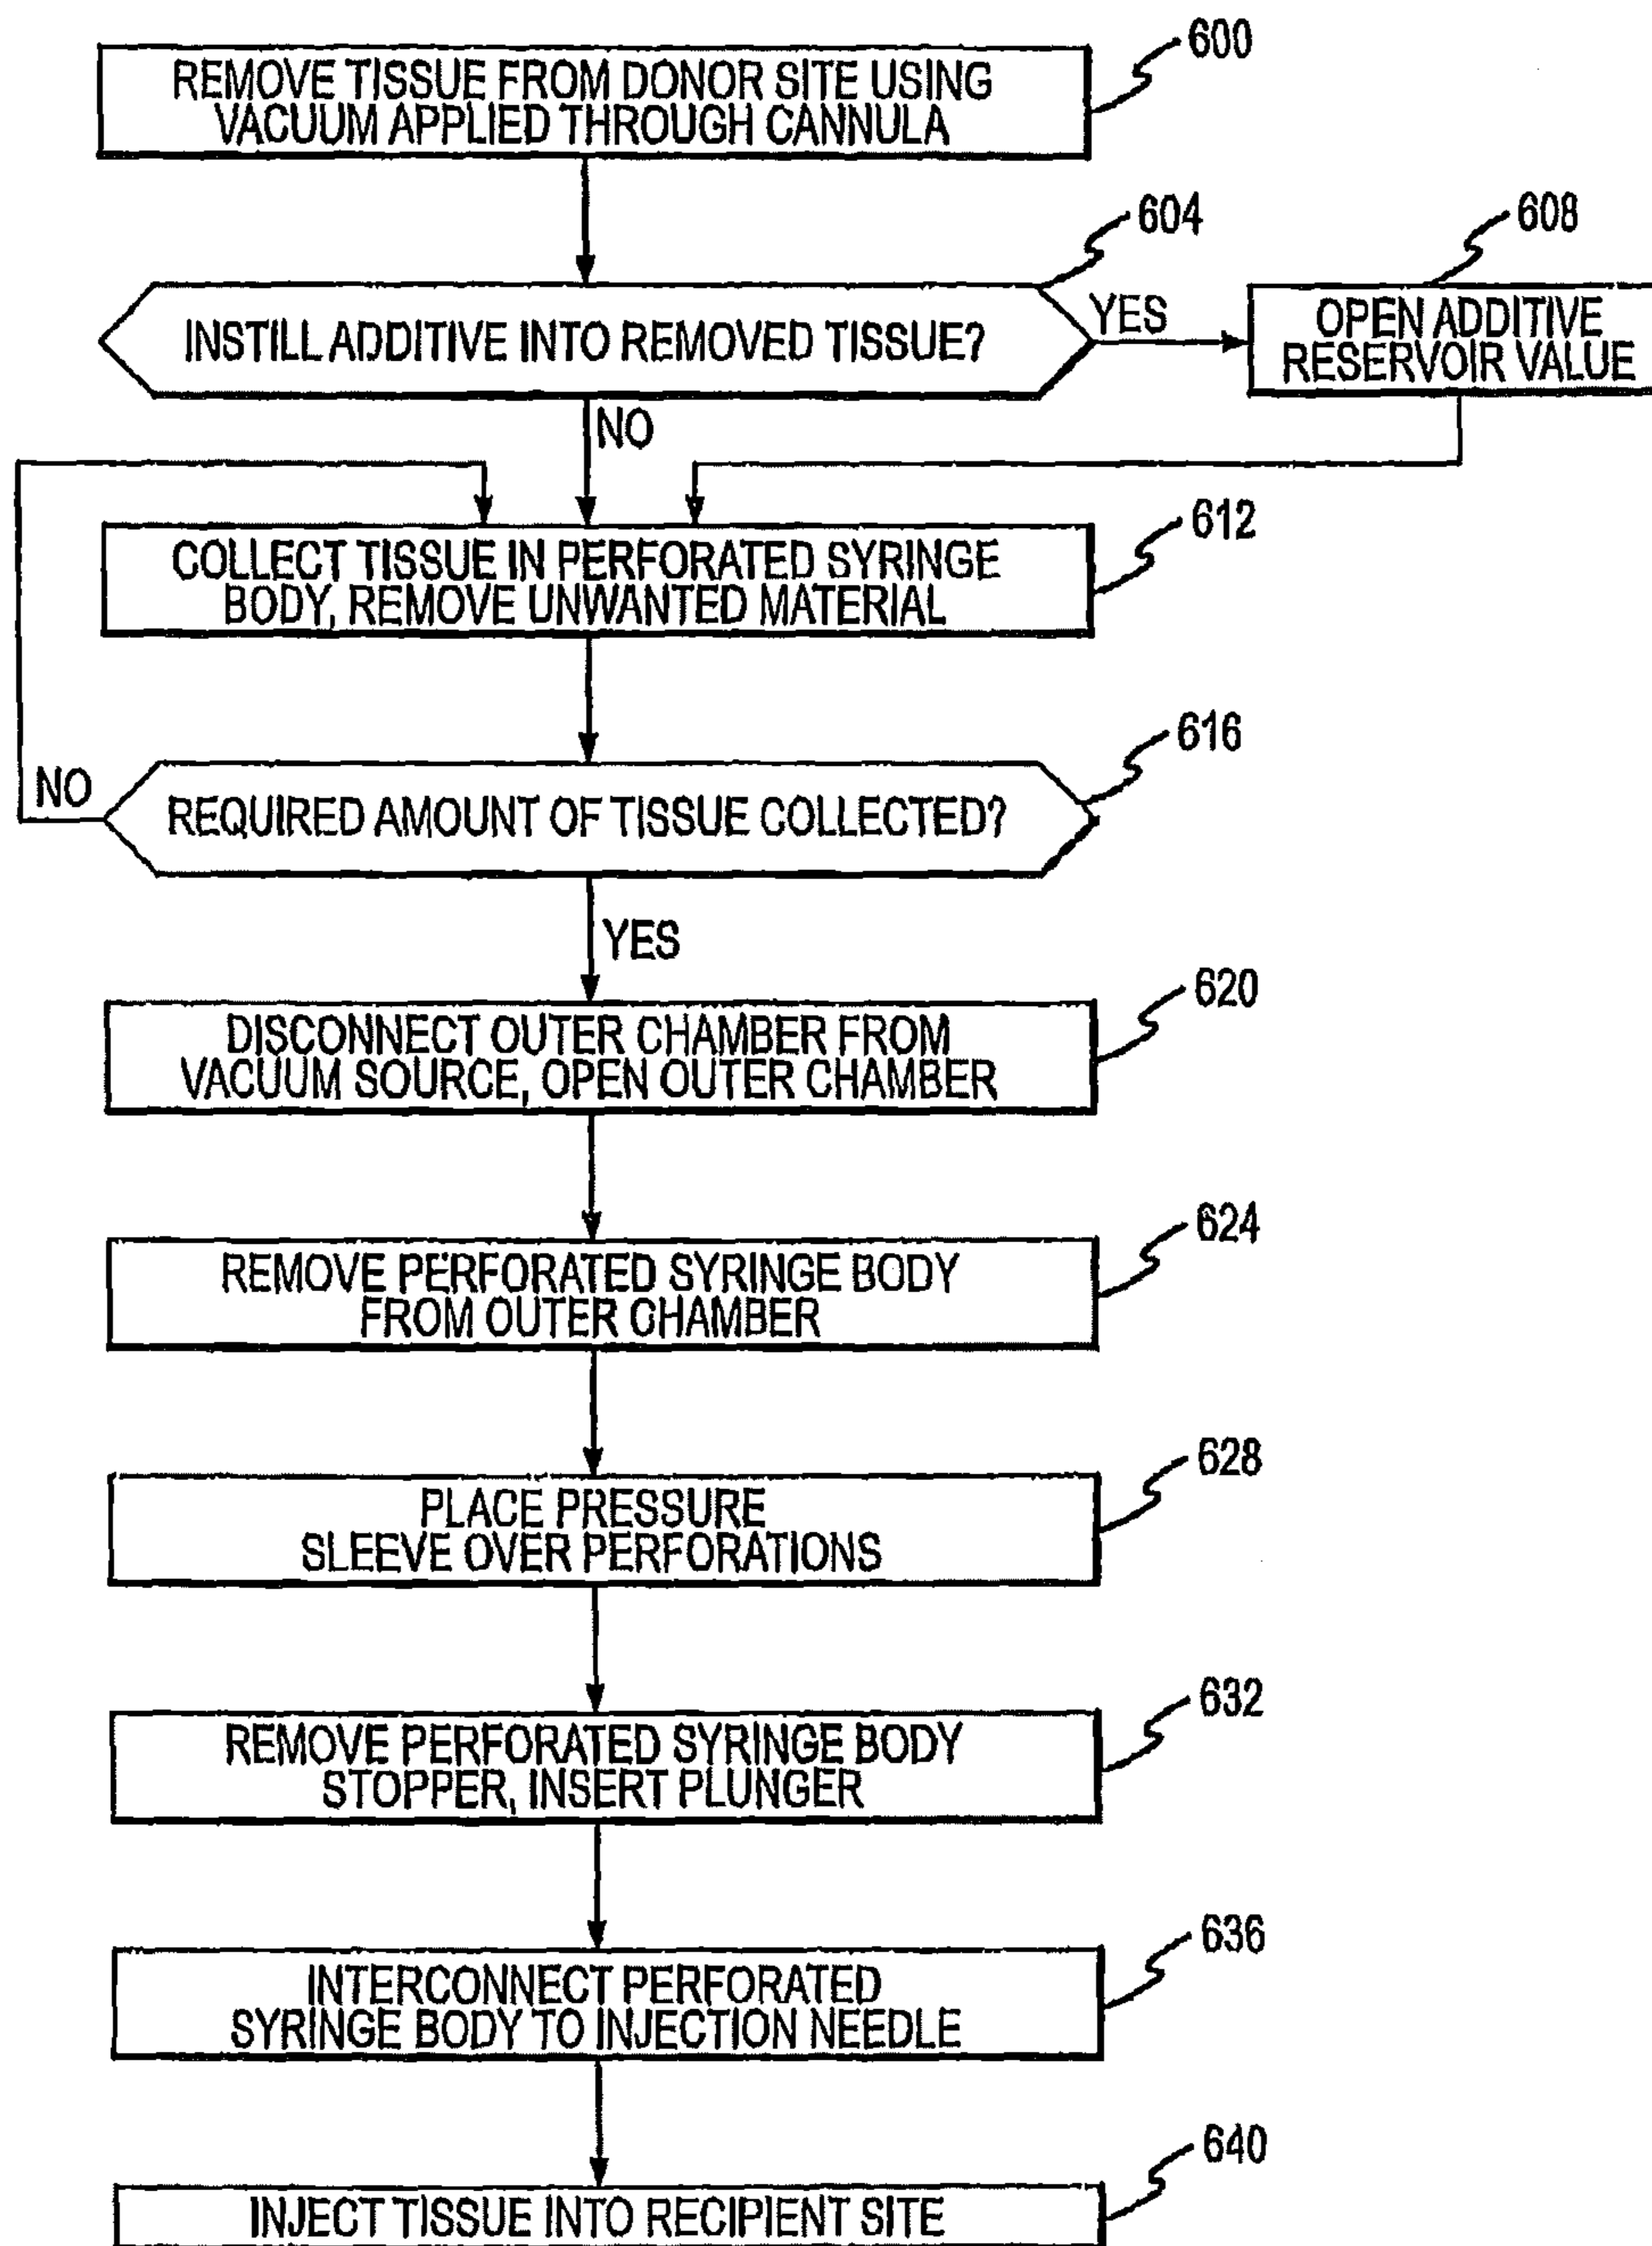 600
REMOVE TISSUE FROM DONOR SITE USING
VACUUM APPLIED THROUGH CANNULA
604
INSTILL ADDITIVE INTO REMOVED TISSUE?
YES
608
OPEN ADDITIVE
RESERVOIR VALUE
NO
612
COLLECT TISSUE IN PERFORATED SYRINGE
BODY, REMOVE UNWANTED MATERIAL
616
NO
REQUIRED AMOUNT OF TISSUE COLLECTED?
YES
620
DISCONNECT OUTER CHAMBER FROM
VACUUM SOURCE, OPEN OUTER CHAMBER
624
REMOVE PERFORATED SYRINGE BODY
FROM OUTER CHAMBER
628
PLACE PRESSURE
SLEEVE OVER PERFORATIONS
632
REMOVE PERFORATED SYRINGE BODY
STOPPER, INSERT PLUNGER
636
INTERCONNECT PERFORATED
SYRINGE BODY TO INJECTION NEEDLE
640
INJECT TISSUE INTO RECIPIENT SITE